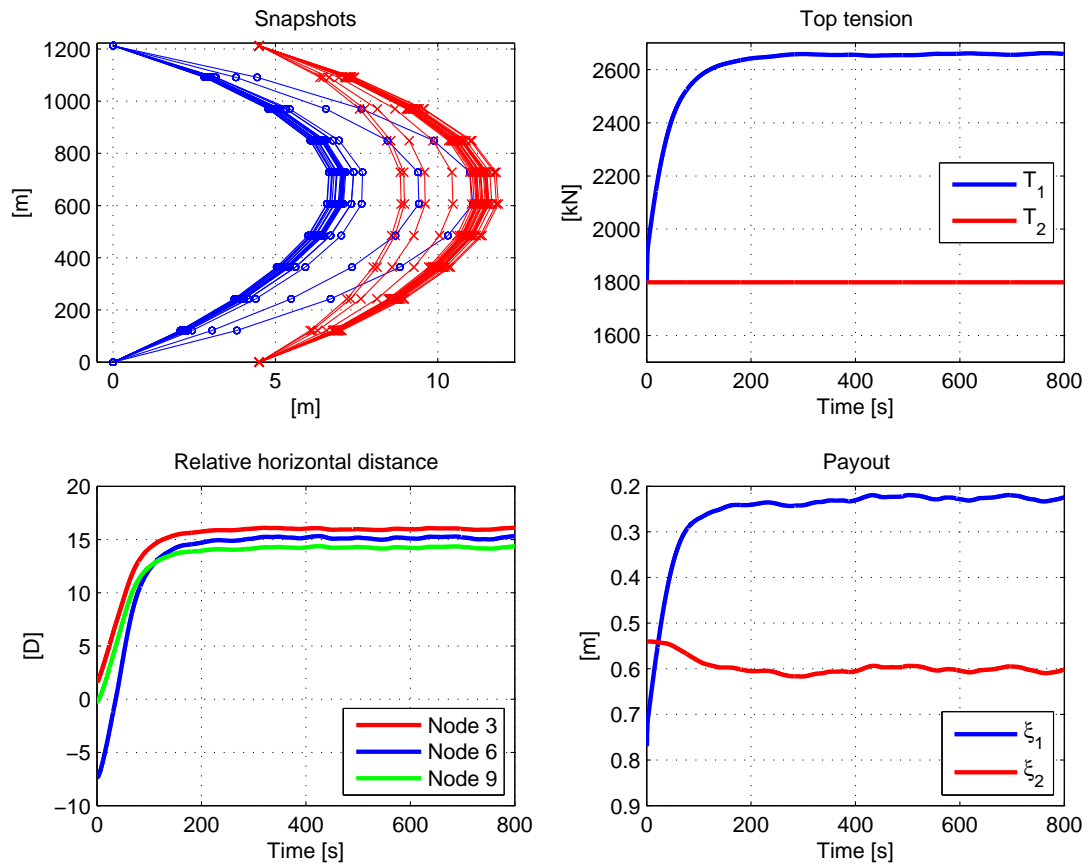 Snapshots
1200
1000
800
600
400
200
0
[m]
5
10
[m]
0
Top tension
2600
2400
2200
2000
1800
1600
[kN]
T1
T2
0
200
400
600
800
Time [s]
Relative horizontal distance
20
15
10
5
0
−5
−10
[D]
Node 3
Node 6
Node 9
0
200
400
600
800
Time [s]
Payout
0.2
0.3
0.4
0.5
0.6
0.7
0.8
0.9
[m]
ξ1
ξ2
0
200
400
600
800
Time [s]